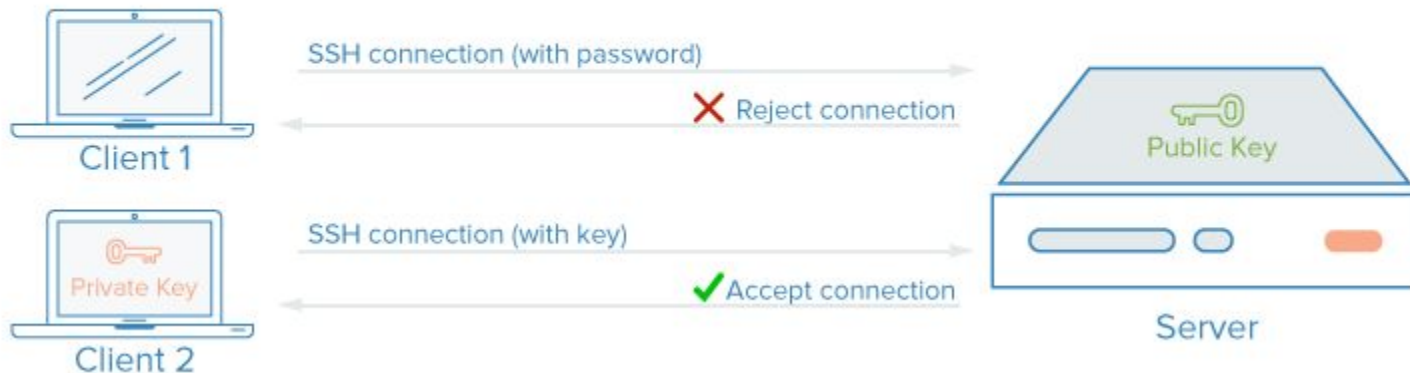 SSH connection (with password)
Reject connection
Client 1
Public Key
SSH connection (with key)
Private Key
Accept connection
Client 2
Server